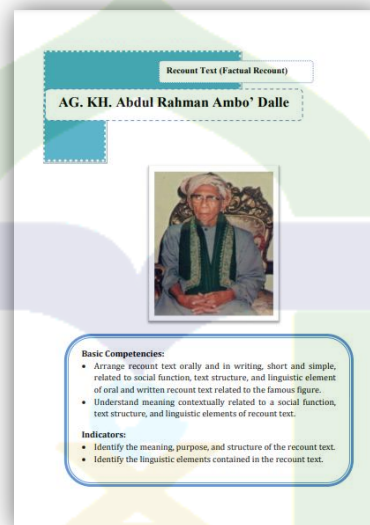 Recount Text (Factual Recount)
AG. KH. Abdul Rahman Ambo' Dalle
Basic Competencies:
• Arrange recount text orally and in writing, short and simple,
related to social function, text structure, and linguistic element
of oral and written recount text related to the famous figure.
• Understand meaning contextually related to a social function,
text structure, and linguistic elements of recount text.
Indicators:
• Identify the meaning, purpose, and structure of the recount text.
• Identify the linguistic elements contained in the recount text.